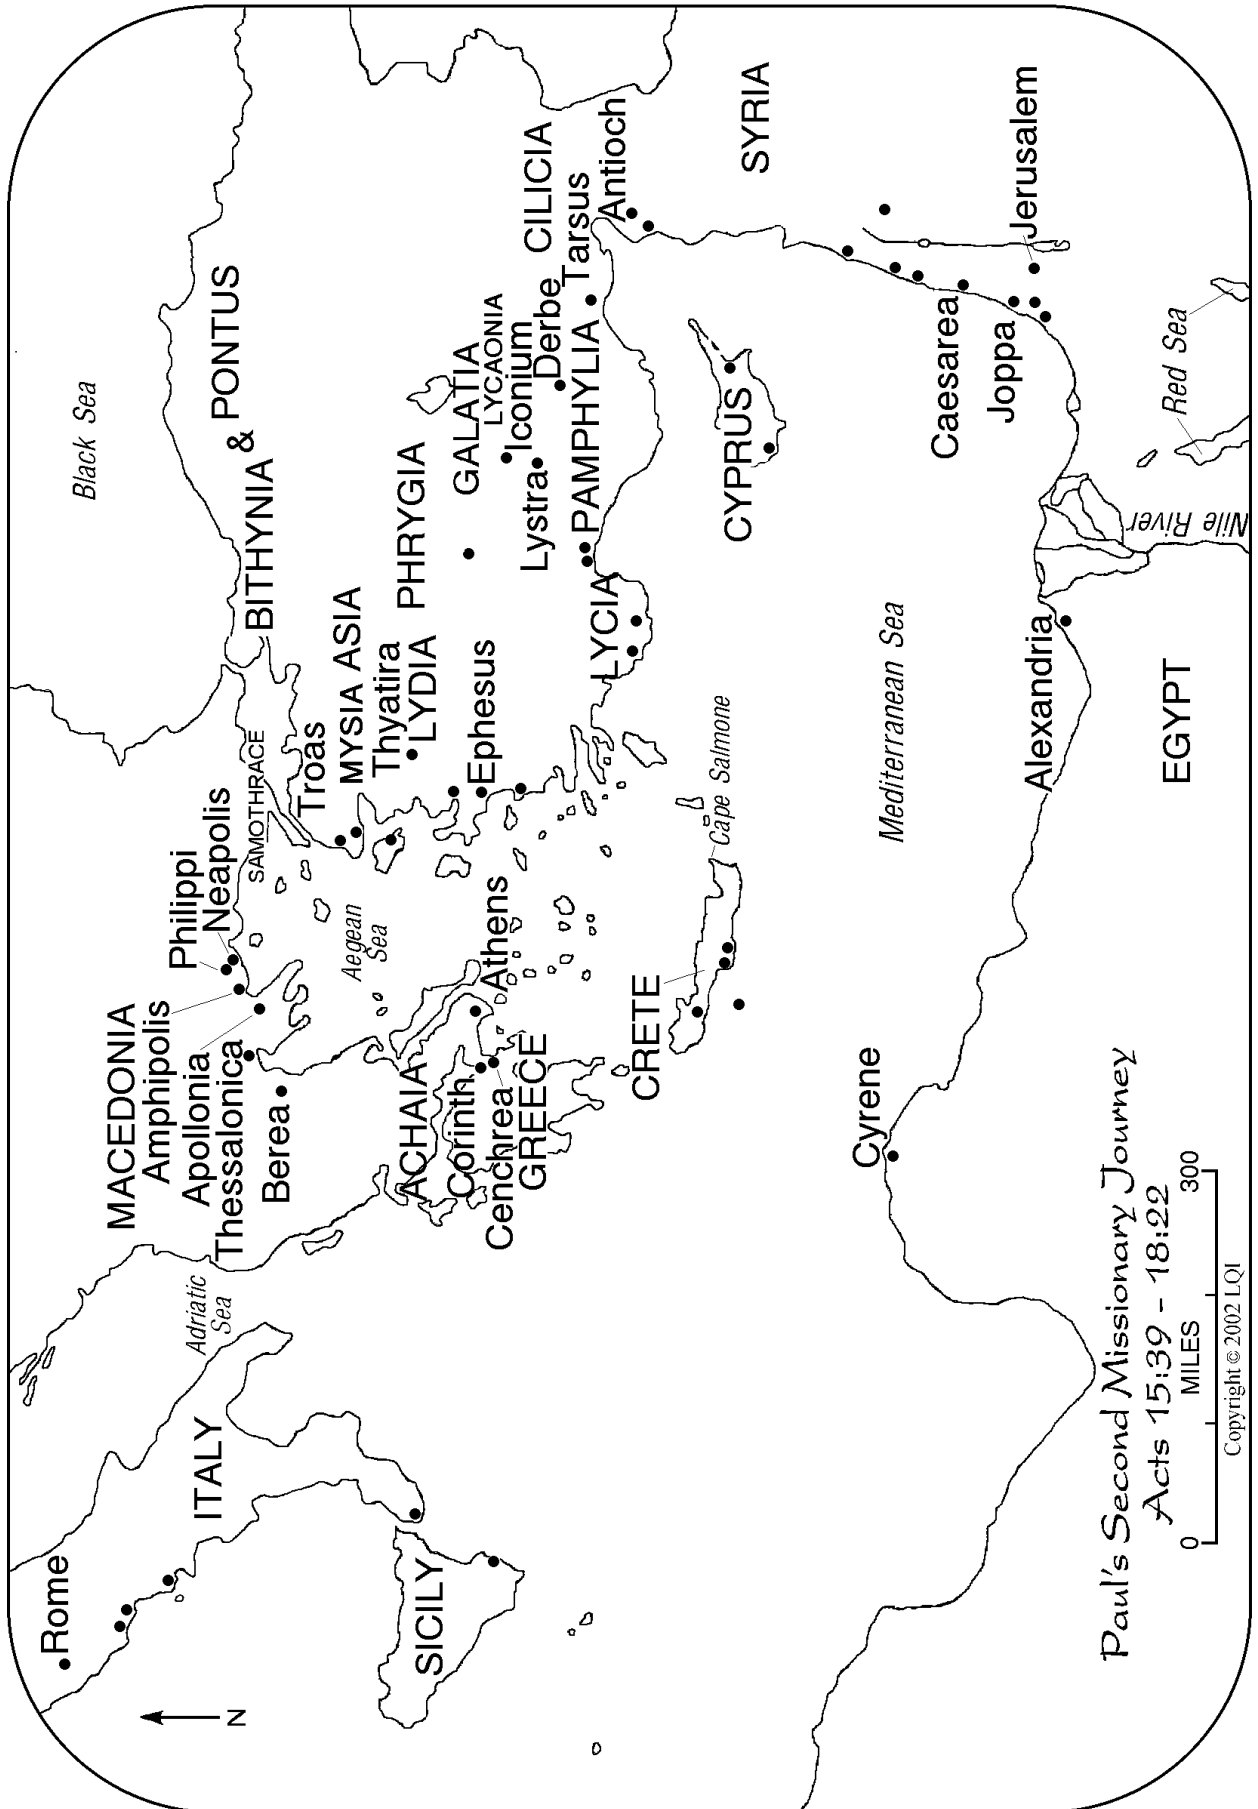 Black Sea
Rome
MACEDONIA
Philippi
Amphipolis
Neapolis
Apollonia
Adriatic
Sea
ITALY
Thessalonica
BITHYNIA
&
PONTUS
SAMOTHRACE
Berea
Troas
MYSIA
ASIA
Aegean
Sea
Thyatira
LYDIA
PHRYGIA
ACHAIA
SICILY
Corinth
GALATIA
LYCAONIA
Ephesus
Athens
Cenchrea
Iconium
GREECE
Lystra
Derbe
CILICIA
Tarsus
PAMPHYLIA
LYCIA
Antioch
CRETE
Cape Salmone
CYPRUS
SYRIA
Mediterranean Sea
Cyrene
Caesarea
Joppa
Jerusalem
Alexandria
EGYPT
Red Sea
Nile River
N
Paul's Second Missionary Journey
Acts 15:39 - 18:22
0
MILES
300
Copyright © 2002 LQI